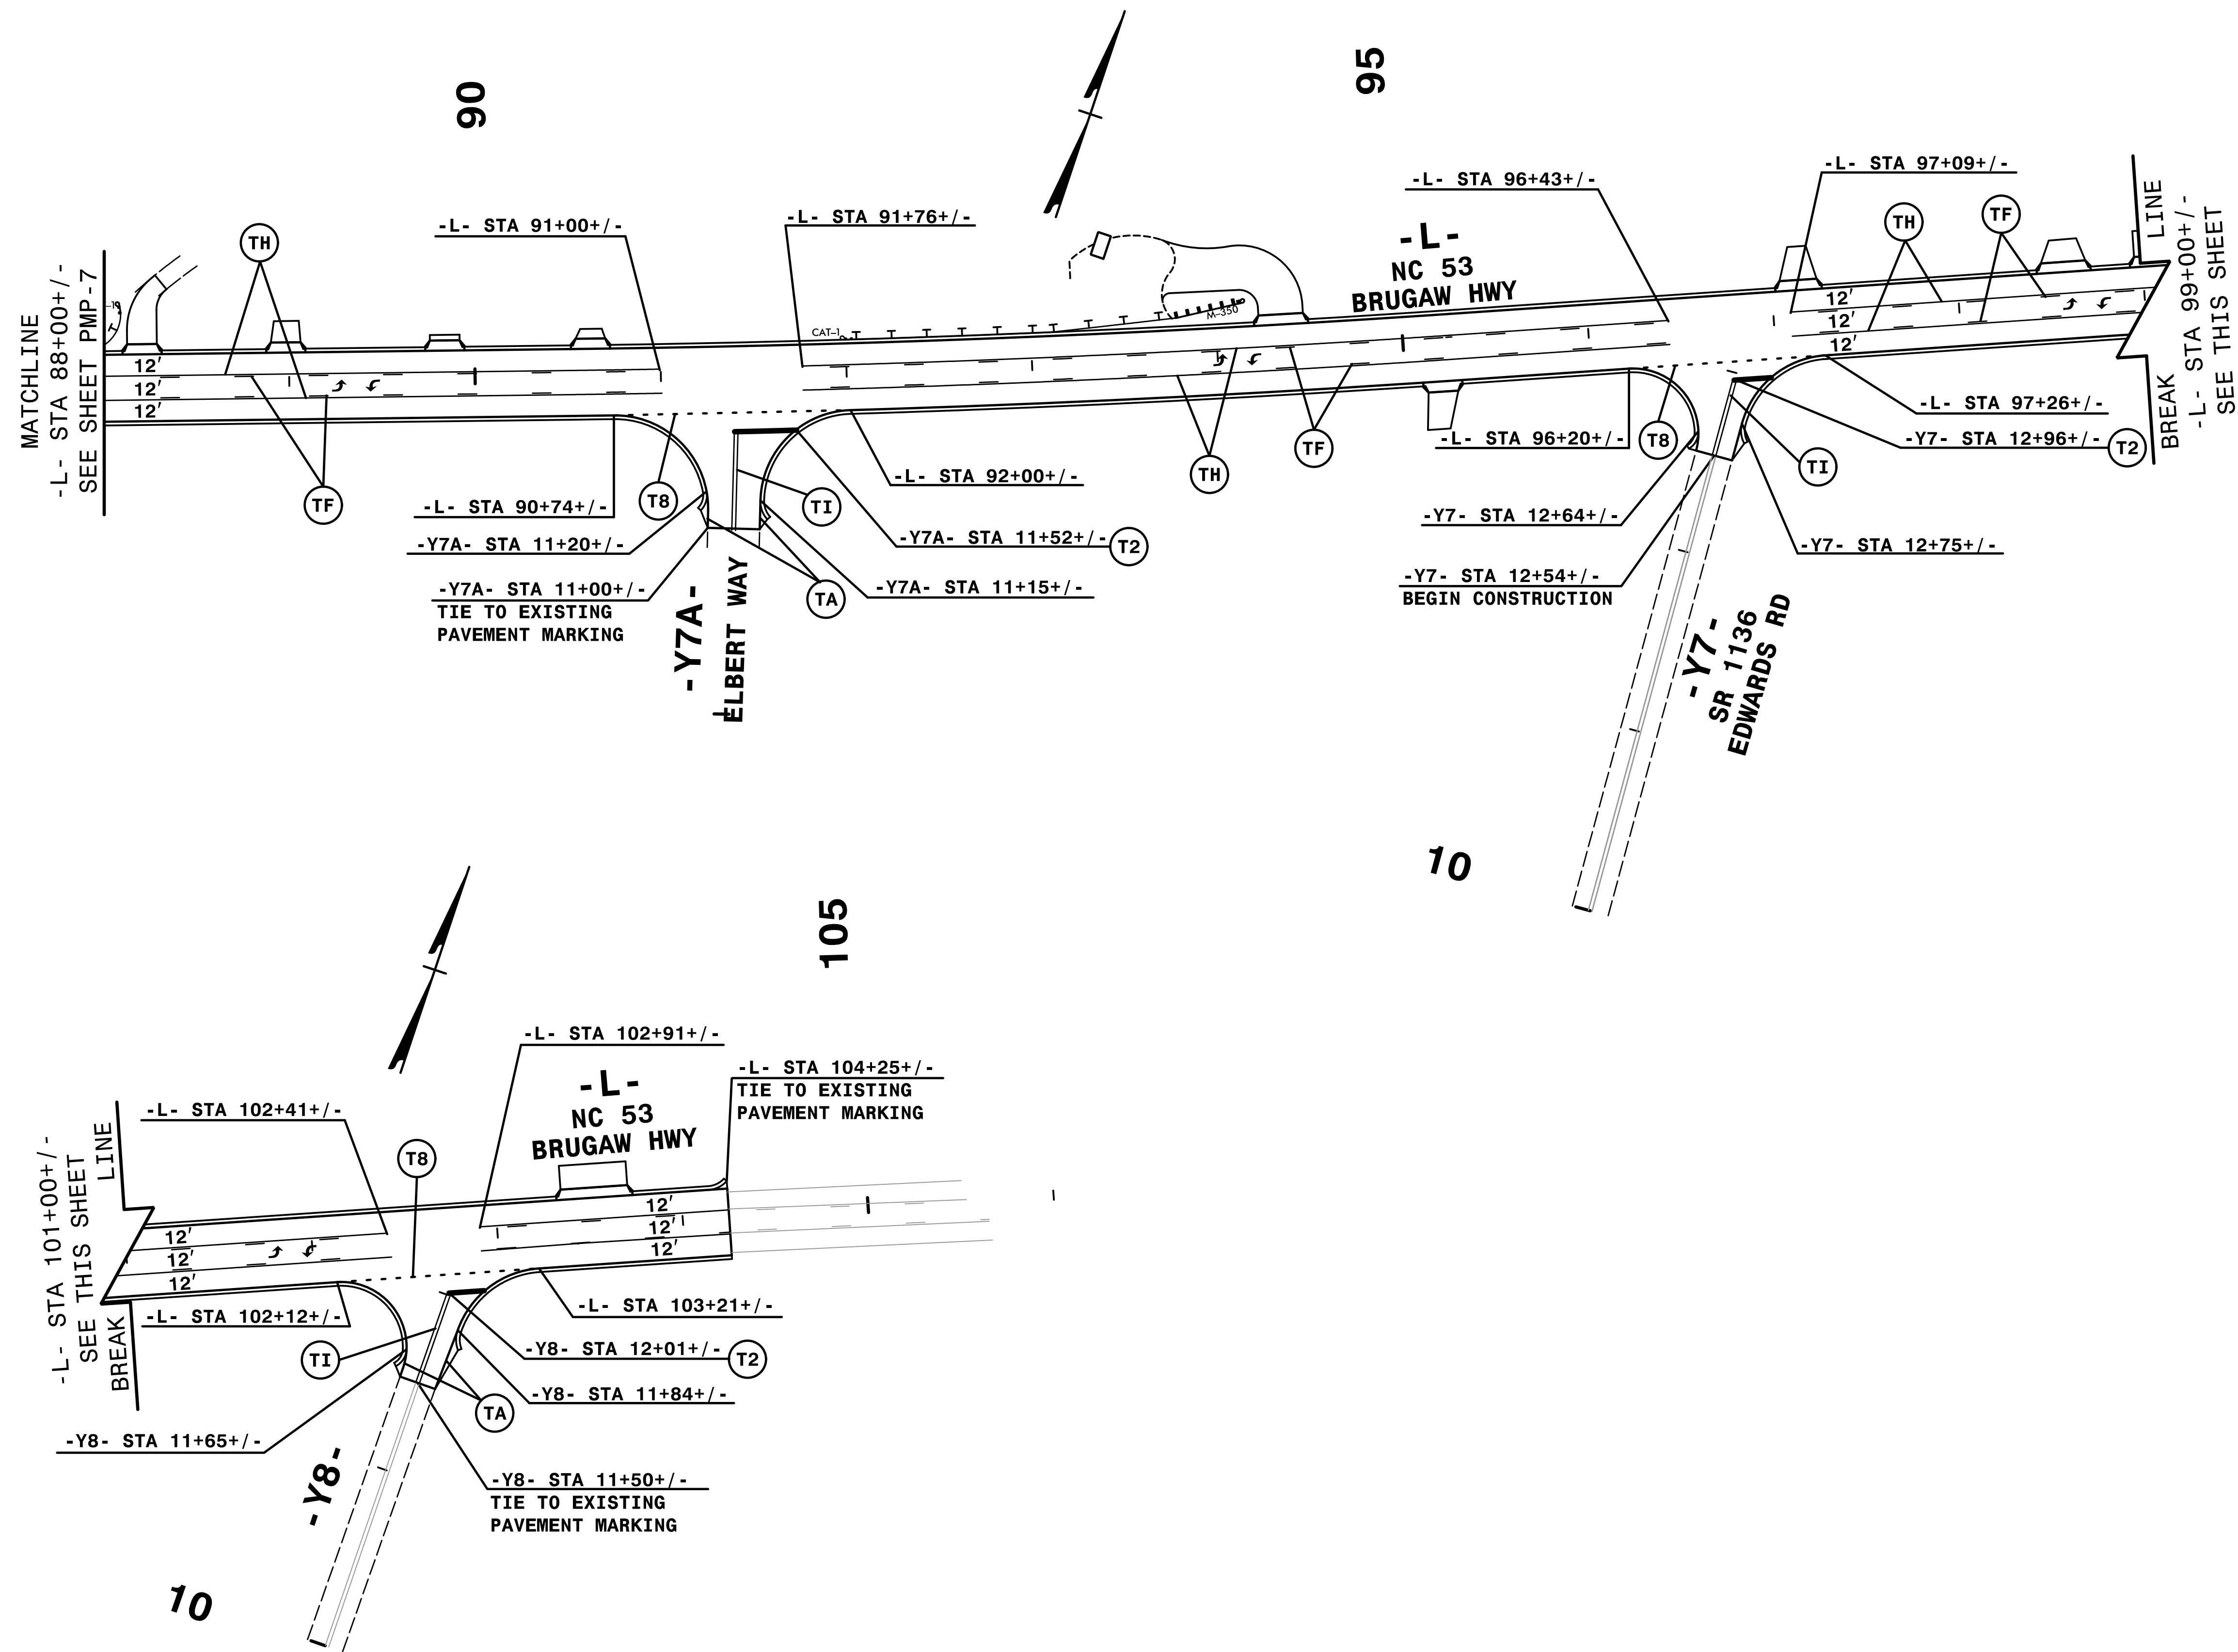 90
95
MATCHLINE
-L- STA 88+00+/-
SEE SHEET PMP-7
TH
-L- STA 91+00+/-
-L- STA 91+76+/-
-L-
NC 53
BRUGAW HWY
-L- STA 96+43+/-
-L- STA 97+09+/-
TH
TF
LINE
BREAK
-L- STA 99+00+/-
SEE THIS SHEET
CAT-1
M-350
12'
12'
12'
12'
12'
12'
TF
-L- STA 90+74+/-
T8
-Y7A- STA 11+20+/-
-Y7A- STA 11+00+/-
TIE TO EXISTING
PAVEMENT MARKING
-Y7A-
ELBERT WAY
TI
TA
-L- STA 92+00+/-
-Y7A- STA 11+52+/-
T2
-Y7A- STA 11+15+/-
TH
TF
-L- STA 96+20+/-
T8
-L- STA 97+26+/-
-Y7- STA 12+96+/-
T2
TI
-Y7- STA 12+64+/-
-Y7- STA 12+75+/-
-Y7- STA 12+54+/-
BEGIN CONSTRUCTION
-Y7-
SR 1136
EDWARDS RD
10
105
-L- STA 102+91+/-
-L-
NC 53
BRUGAW HWY
-L- STA 104+25+/-
TIE TO EXISTING
PAVEMENT MARKING
-L- STA 102+41+/-
T8
-L- STA 101+00+/-
SEE THIS SHEET
LINE
BREAK
12'
12'
12'
12'
12'
12'
-L- STA 102+12+/-
-L- STA 103+21+/-
TI
-Y8- STA 12+01+/-
T2
-Y8- STA 11+84+/-
TA
-Y8- STA 11+65+/-
-Y8- STA 11+50+/-
TIE TO EXISTING
PAVEMENT MARKING
-Y8-
10